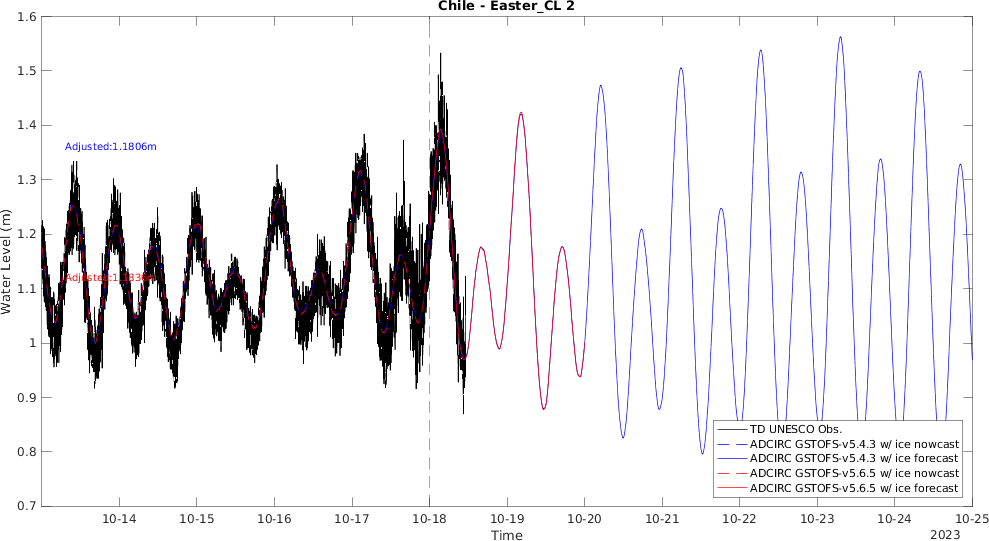 Chile - Easter_CL 2
1.6
1.5
1.4
1.3
1.2
1.1
1
0.9
0.8
0.7
Water Level (m)
Adjusted:1.1806m
TD UNESCO Obs.
ADCIRC GSTOFS-v5.4.3 w/ ice nowcast
ADCIRC GSTOFS-v5.4.3 w/ ice forecast
ADCIRC GSTOFS-v5.6.5 w/ ice nowcast
ADCIRC GSTOFS-v5.6.5 w/ ice forecast
10-14 10-15 10-16 10-17 10-18 10-19 10-20 10-21 10-22 10-23 10-24 10-25
Time
2023